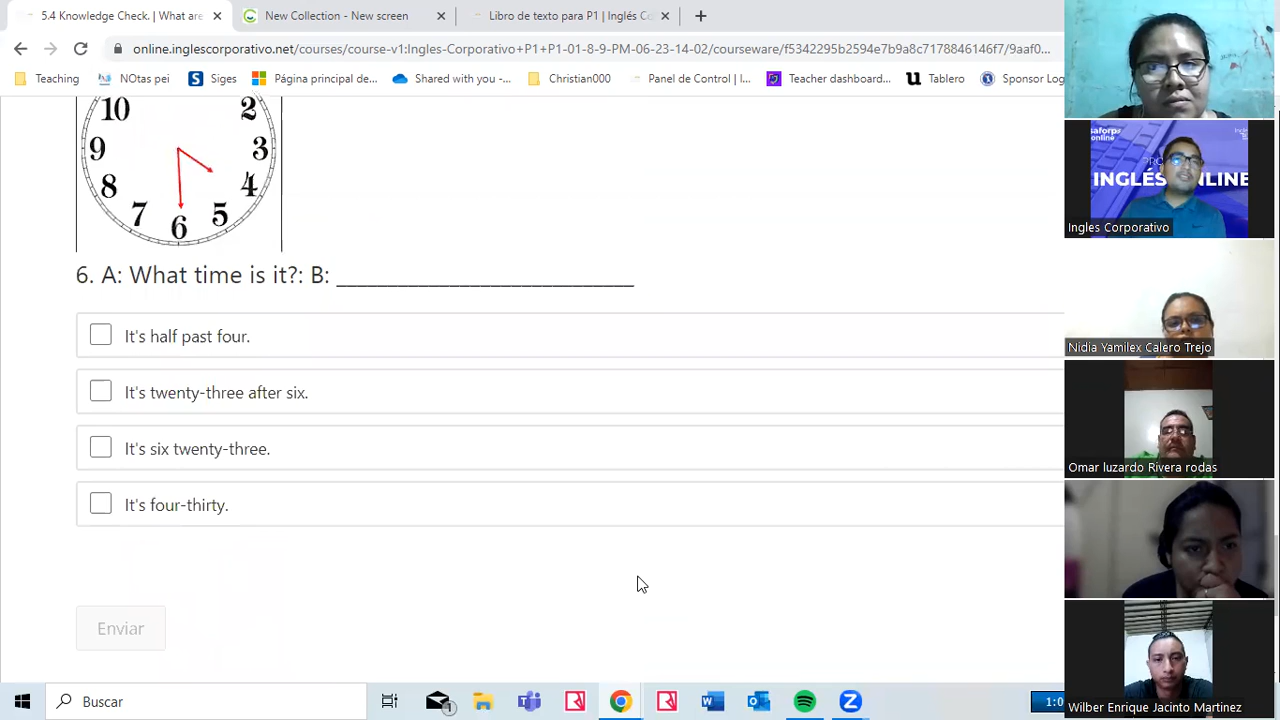 5.4 Knowledge Check. | What are
New Collection - New screen
Libro de texto para P1 | Inglés Co
online.inglescorporativo.net/courses/course-v1:Ingles-Corporativo+P1+P1-01-8-9-PM-06-23-14-02/courseware/f5342295b2594e7b9a8c7178846146f7/9aaf0...
Teaching
NOtas pei
Siges
Página principal de...
Shared with you -...
Christian000
Panel de Control | I...
Teacher dashboard...
Tablero
Sponsor Log
10
2
9
3
8
4
7
5
6
6. A: What time is it?: B: ____________________________
It's half past four.
It's twenty-three after six.
It's six twenty-three.
It's four-thirty.
Enviar
INGLÉS ONLINE
Ingles Corporativo
Nidia Yamilex Calero Trejo
Omar luzardo Rivera rodas
Wilber Enrique Jacinto Martinez
Buscar